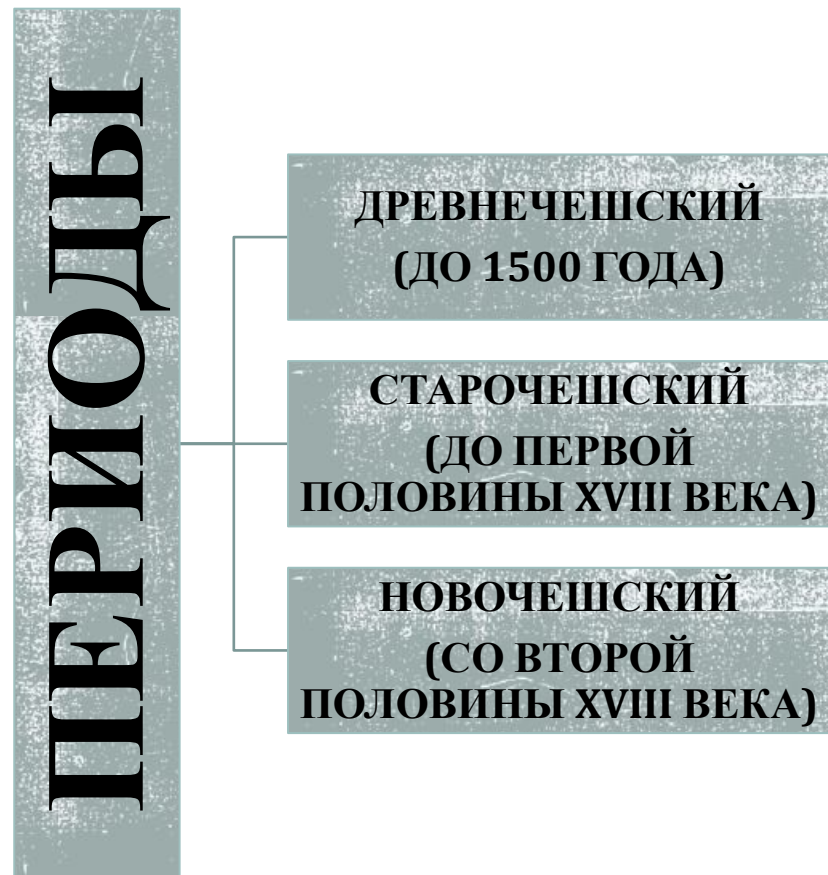 ПЕРИОДЫ
ДРЕВНЕЧЕШСКИЙ
(ДО 1500 ГОДА)
СТАРОЧЕШСКИЙ
(ДО ПЕРВОЙ
ПОЛОВИНЫ XVIII ВЕКА)
НОВОЧЕШСКИЙ
(СО ВТОРОЙ
ПОЛОВИНЫ XVIII ВЕКА)